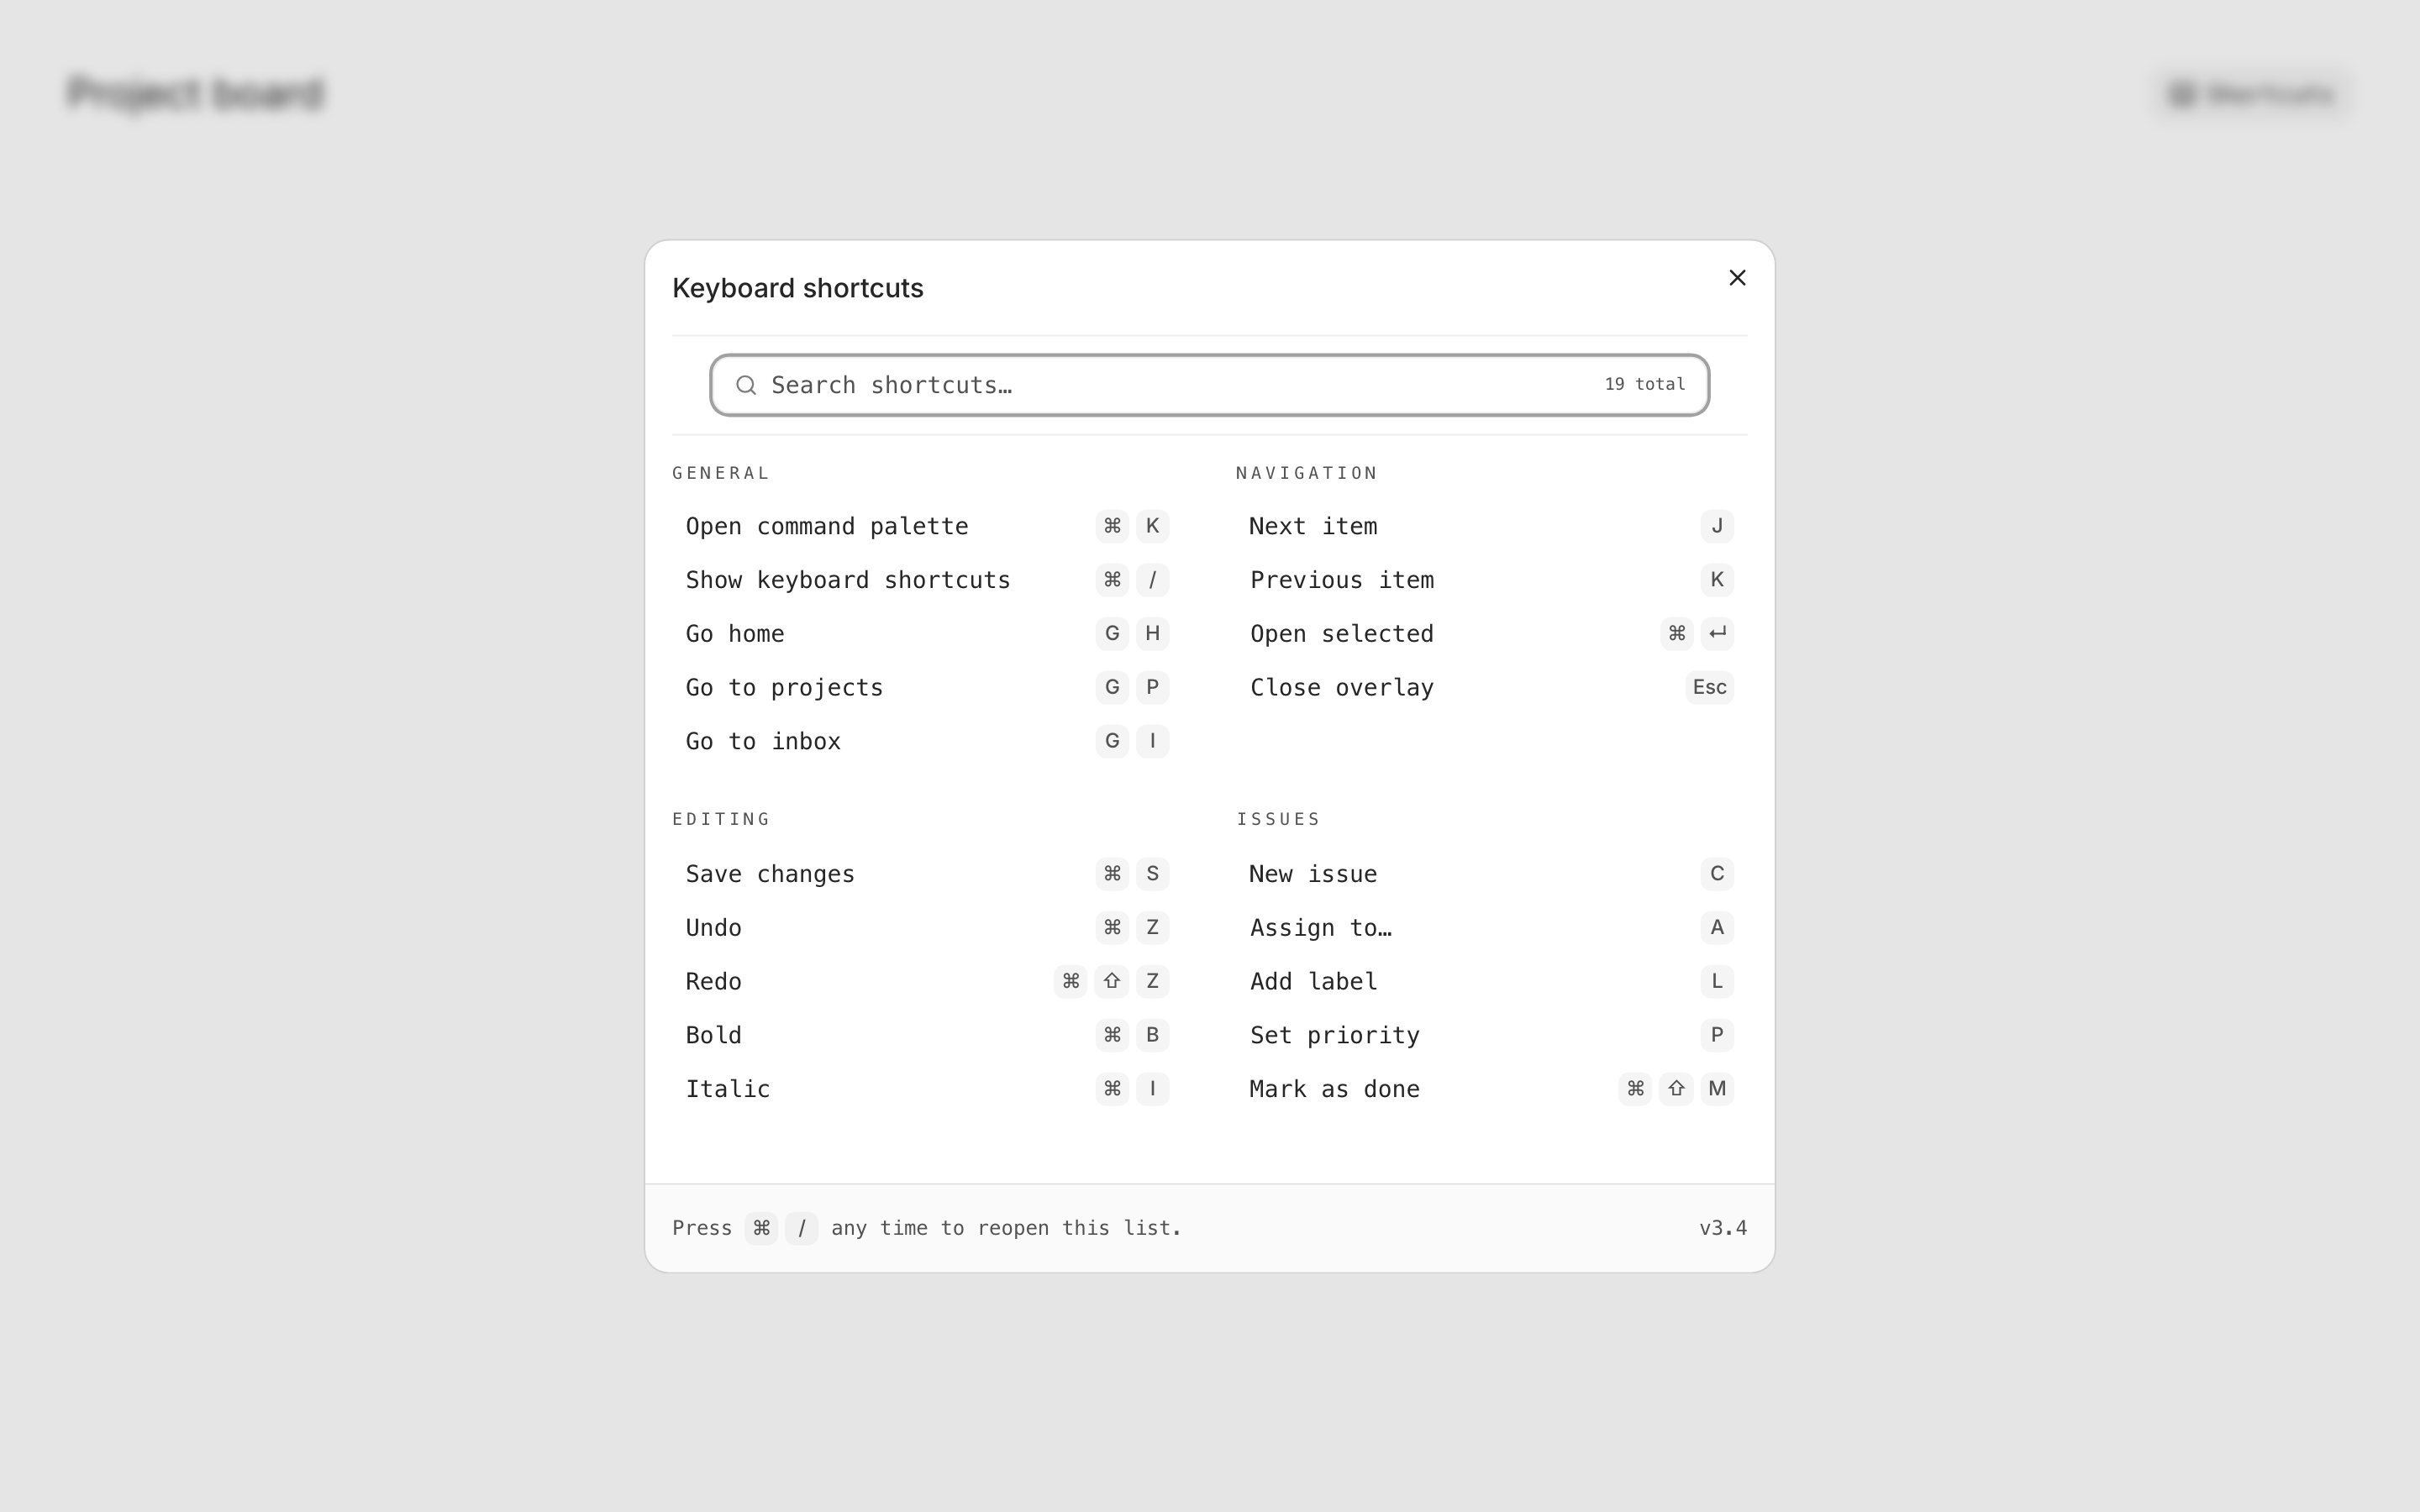 Project board
Shortcuts
Keyboard shortcuts
Search shortcuts…
19 total
GENERAL
Open command palette ⌘ K
Show keyboard shortcuts ⌘ /
Go home G H
Go to projects G P
Go to inbox G I
NAVIGATION
Next item J
Previous item K
Open selected ⌘ ↵
Close overlay Esc
EDITING
Save changes ⌘ S
Undo ⌘ Z
Redo ⌘ ⇧ Z
Bold ⌘ B
Italic ⌘ I
ISSUES
New issue C
Assign to… A
Add label L
Set priority P
Mark as done ⌘ ⇧ M
Press ⌘ / any time to reopen this list.
v3.4